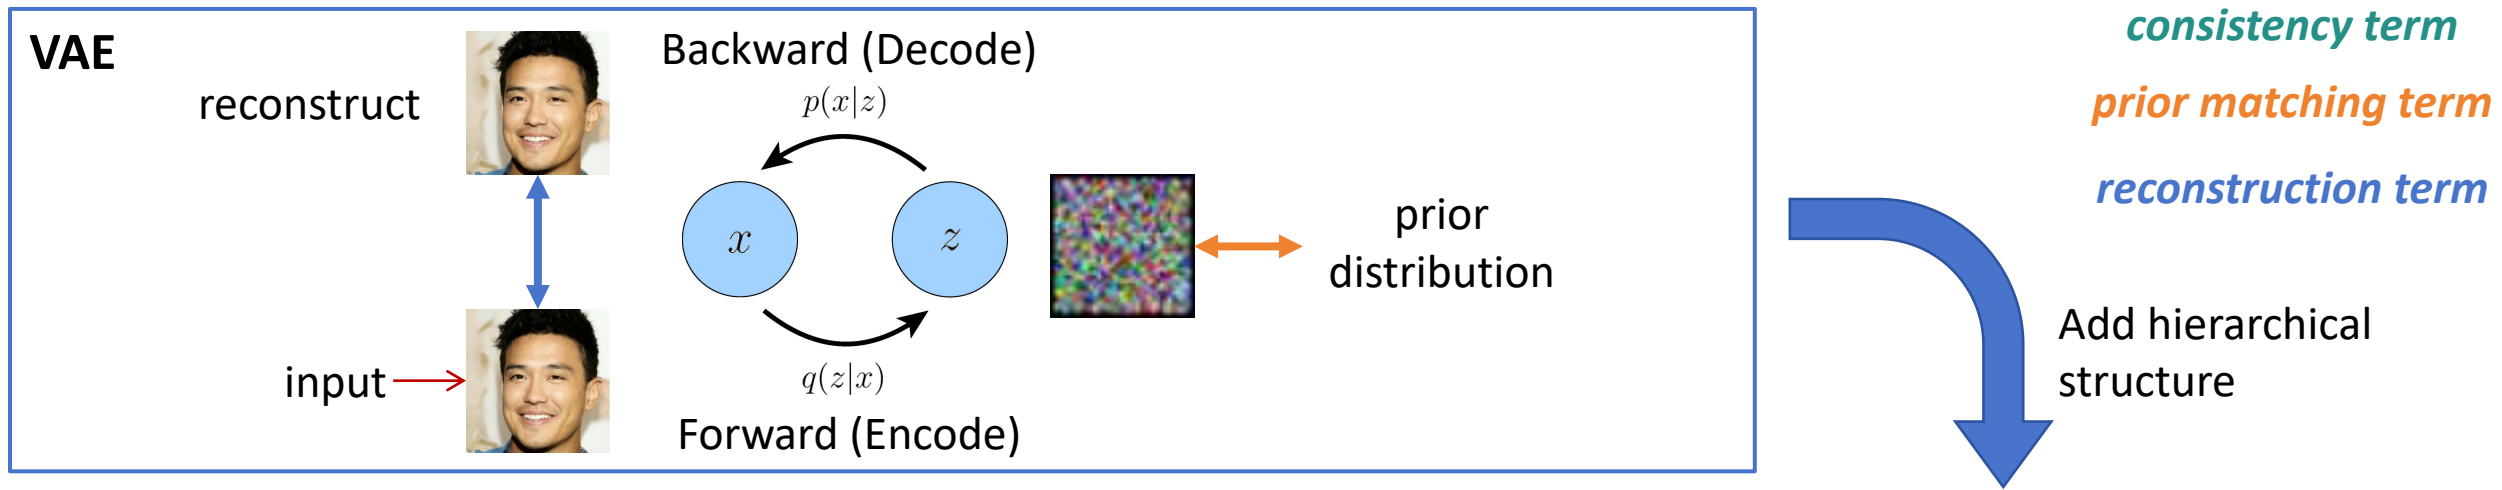 VAE
reconstruct
input
Backward (Decode)
p(x|z)
x
z
q(z|x)
Forward (Encode)
prior
distribution
consistency term
prior matching term
reconstruction term
Add hierarchical
structure